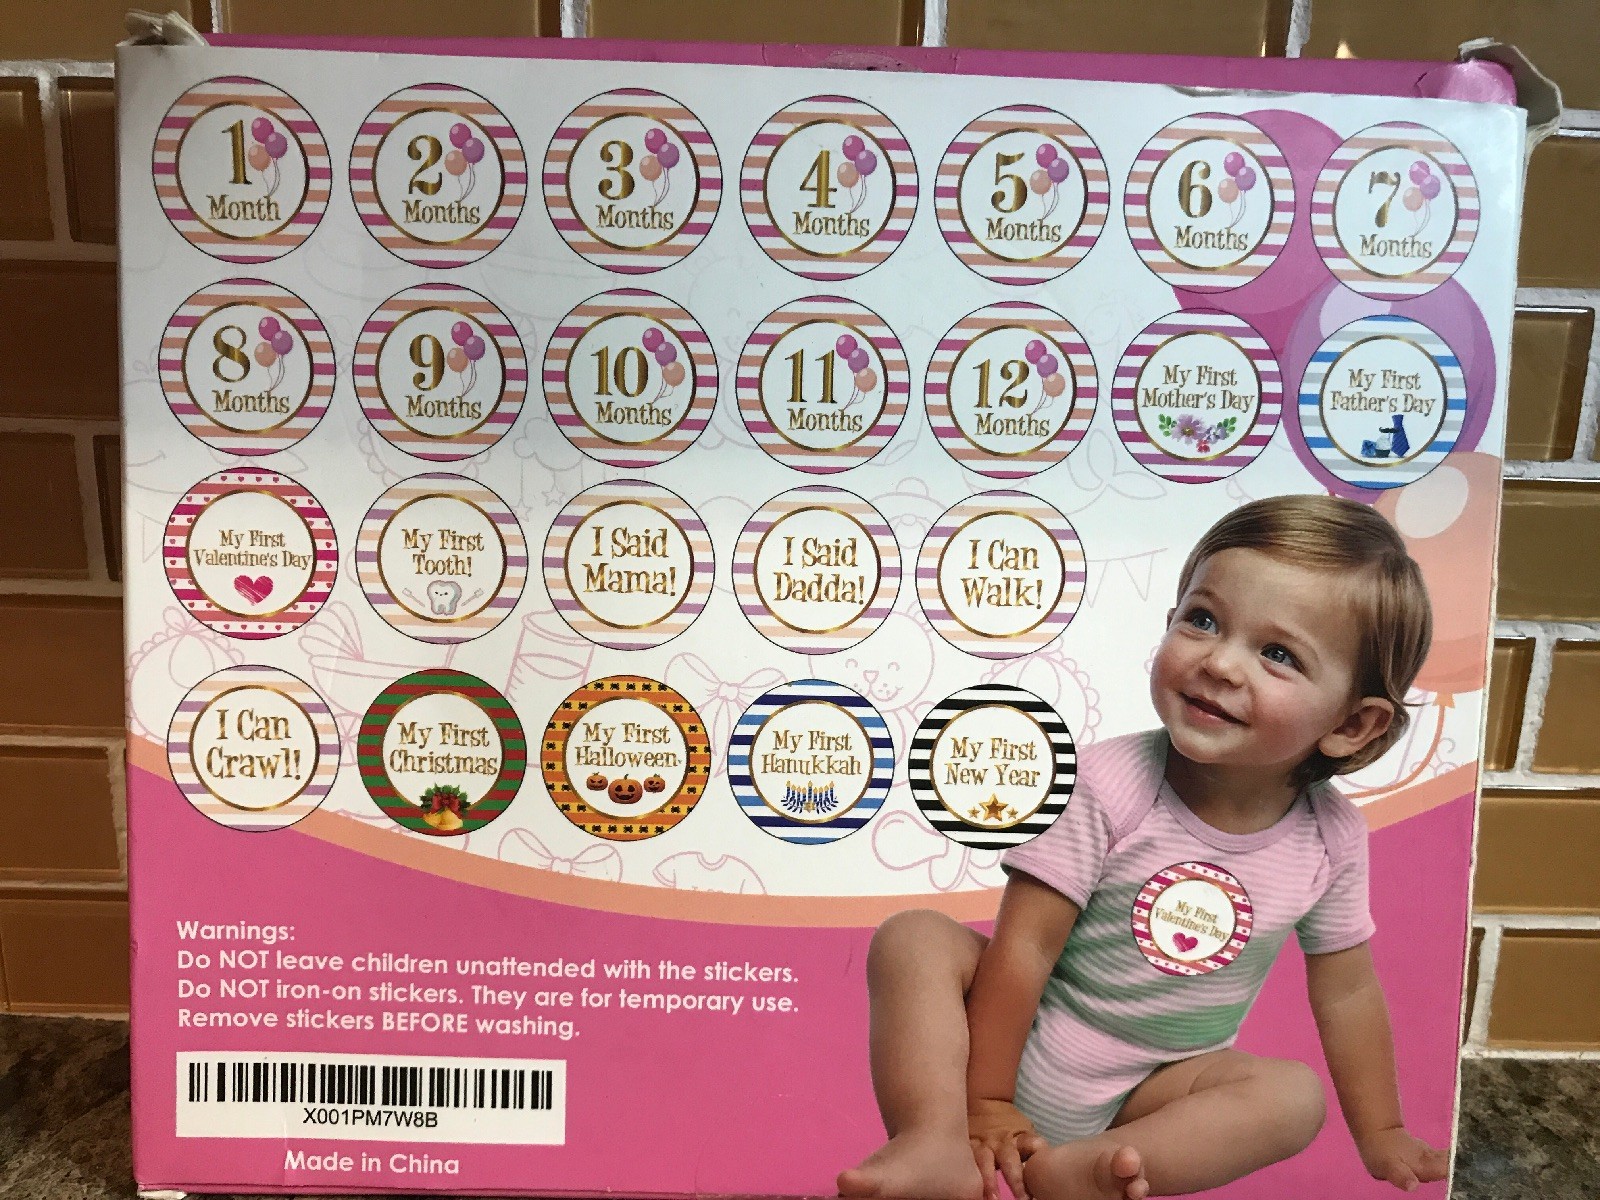 1
Month
2
Months
3
Months
4
Months
5
Months
6
Months
7
Months
8
Months
9
Months
10
Months
11
Months
12
Months
My First
Mother's Day
My First
Father's Day
My First
Valentine's Day
My First
Tooth!
I Said
Mama!
I Said
Dadda!
I Can
Walk!
I Can
Crawl!
My First
Christmas
My First
Halloween
My First
Hanukkah
My First
New Year
My First
Valentine's Day
Warnings:
Do NOT leave children unattended with the stickers.
Do NOT iron-on stickers. They are for temporary use.
Remove stickers BEFORE washing.
X001PM7W8B
Made in China